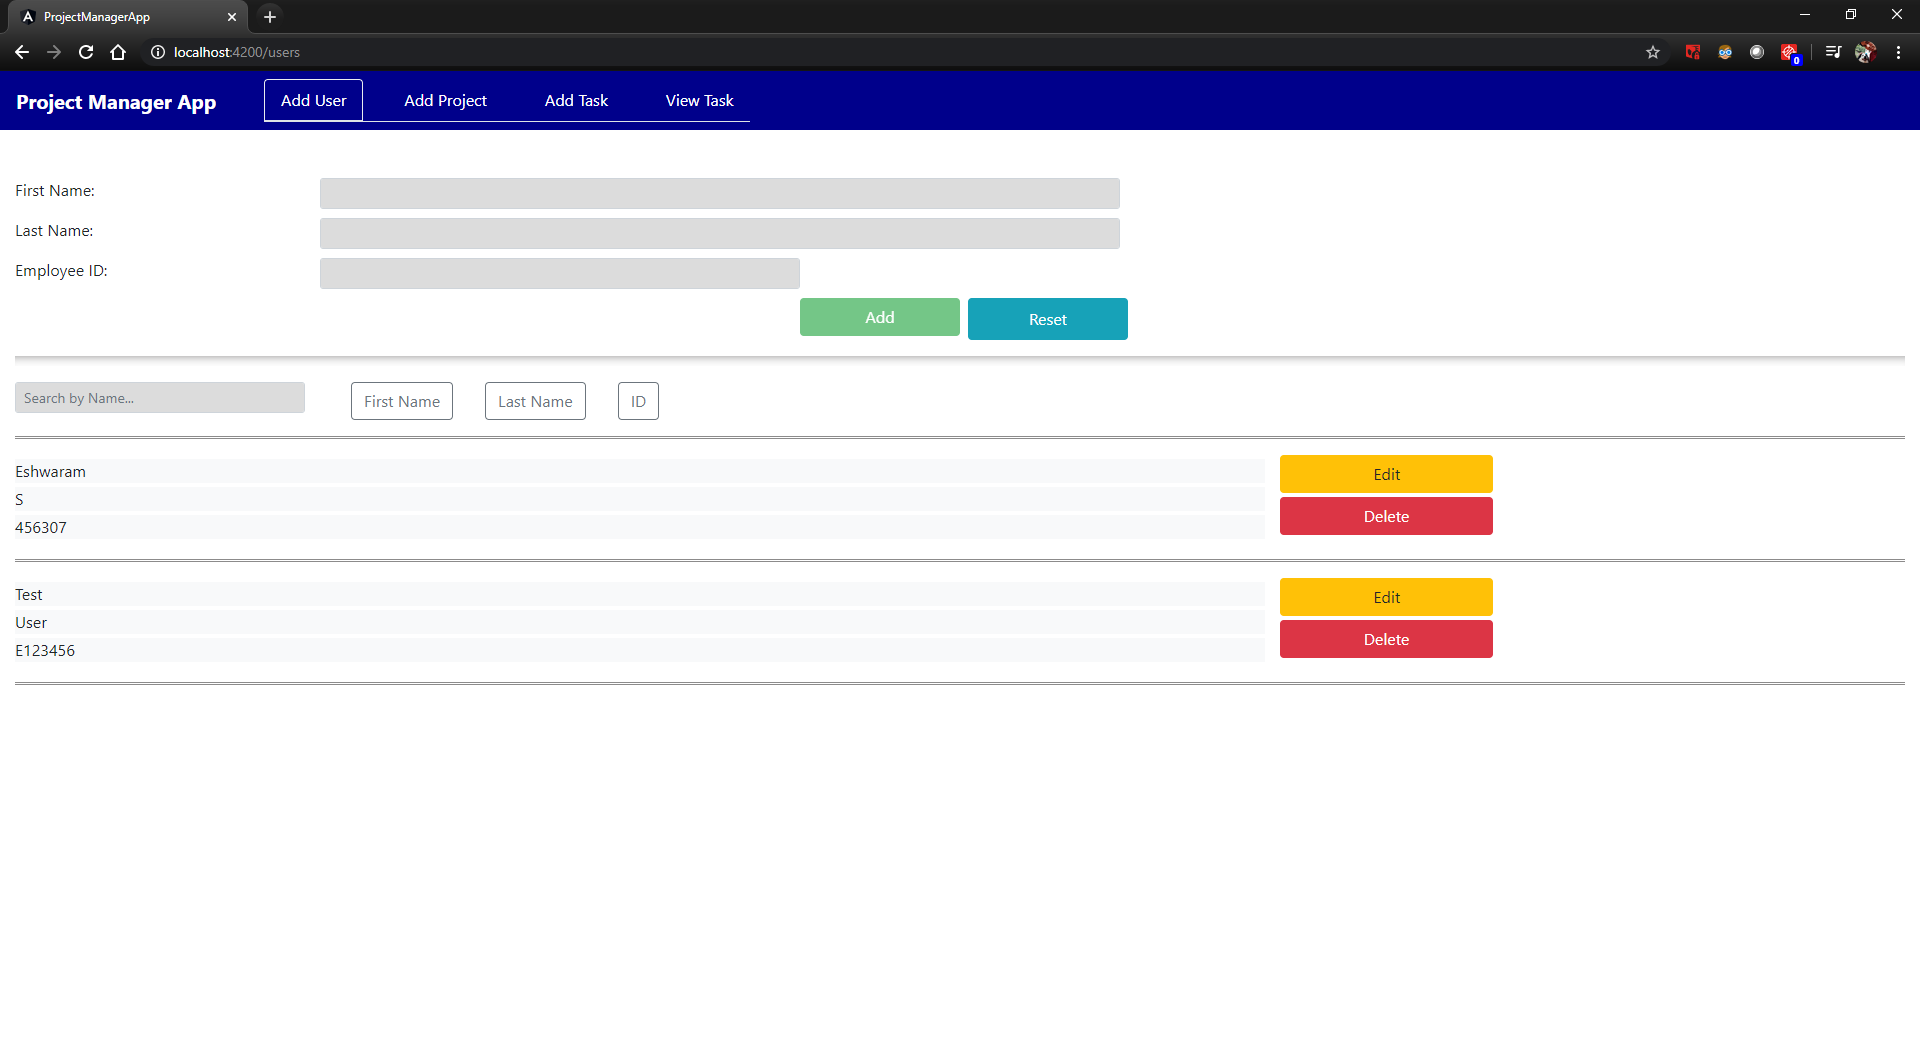 ProjectManagerApp
localhost:4200/users
0
Project Manager App Add User Add Project Add Task View Task
First Name:
Last Name:
Employee ID:
Add Reset
Search by Name... First Name Last Name ID
Eshwaram Edit
S
456307 Delete
Test Edit
User
E123456 Delete